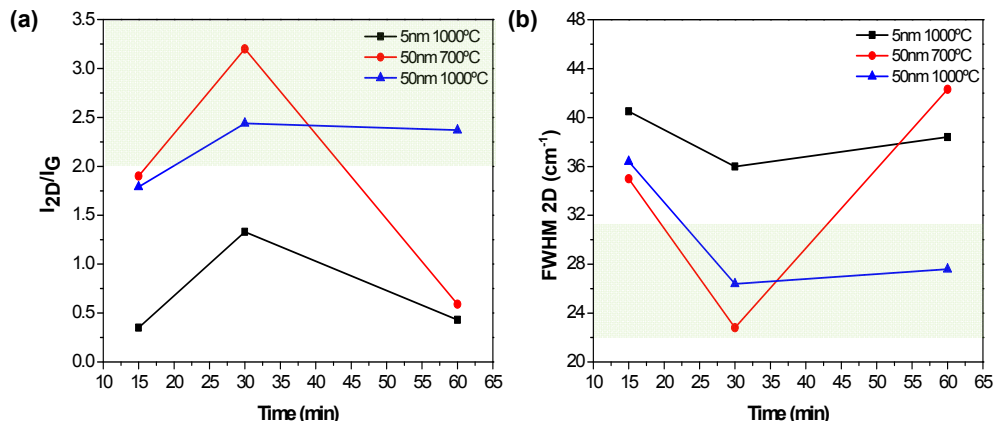 (a)
3.5
3.0
2.5
2.0
1.5
1.0
0.5
0.0
I2D/IG
5nm 1000ºC
50nm 700ºC
50nm 1000ºC
10 15 20 25 30 35 40 45 50 55 60 65
Time (min)
(b)
48
44
40
36
32
28
24
20
FWHM 2D (cm-1)
5nm 1000ºC
50nm 700ºC
50nm 1000ºC
10 15 20 25 30 35 40 45 50 55 60 65
Time (min)